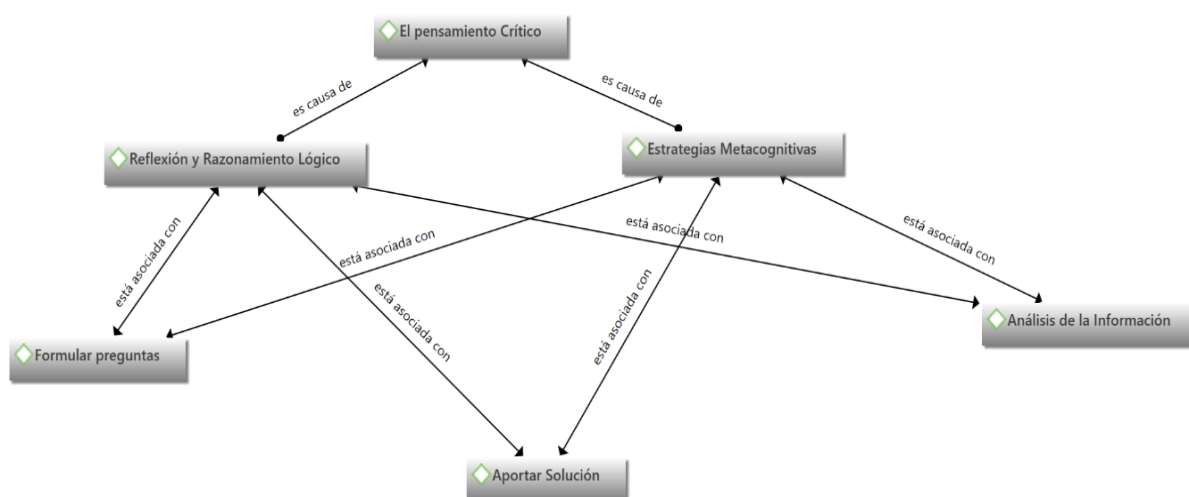 El pensamiento Crítico
es causa de
es causa de
Reflexión y Razonamiento Lógico
Estrategias Metacognitivas
está asociada con
está asociada con
está asociada con
está asociada con
está asociada con
está asociada con
Formular preguntas
Análisis de la Información
Aportar Solución